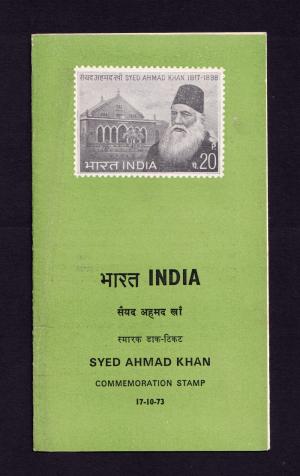 सैयद अहमद खाँ SYED AHMAD KHAN 1817-1898
भारत INDIA
प. 20 P.
भारत INDIA
सैयद अहमद खाँ
स्मारक डाक-टिकट
SYED AHMAD KHAN
COMMEMORATION STAMP
17-10-73